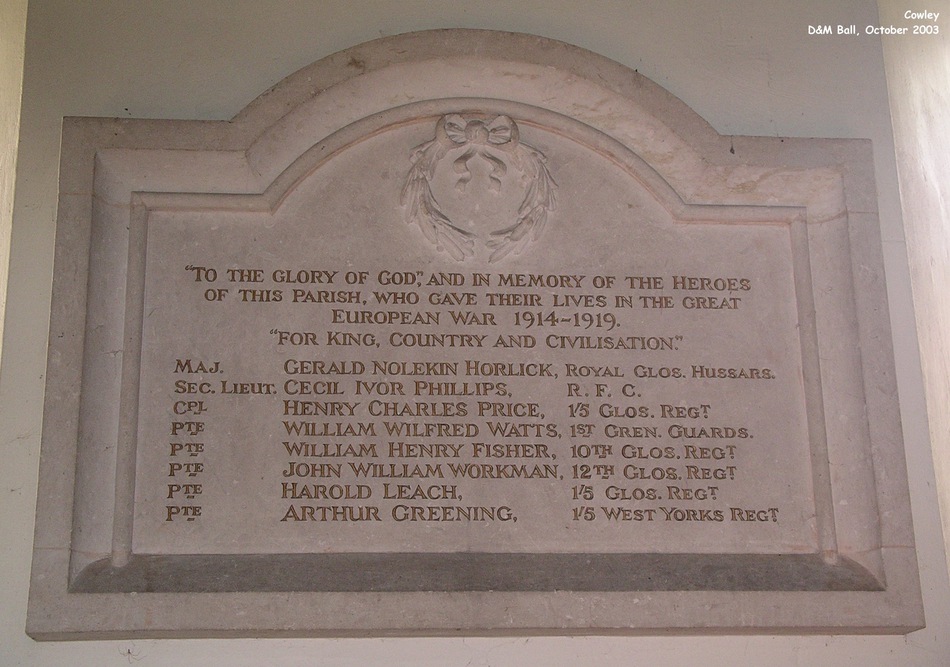 Cowley
D&M Ball, October 2003
"To the glory of God", and in memory of the Heroes
of this Parish, who gave their lives in the great
European War 1914-1919.
"For King, Country and Civilisation."
Maj. Gerald Nolekin Horlick, Royal Glos. Hussars.
Sec. Lieut. Cecil Ivor Phillips, R. F. C.
Cpl Henry Charles Price, 1/5 Glos. Regt
Pte William Wilfred Watts, 1st Gren. Guards.
Pte William Henry Fisher, 10th Glos. Regt
Pte John William Workman, 12th Glos. Regt
Pte Harold Leach, 1/5 Glos. Regt
Pte Arthur Greening, 1/5 West Yorks Regt